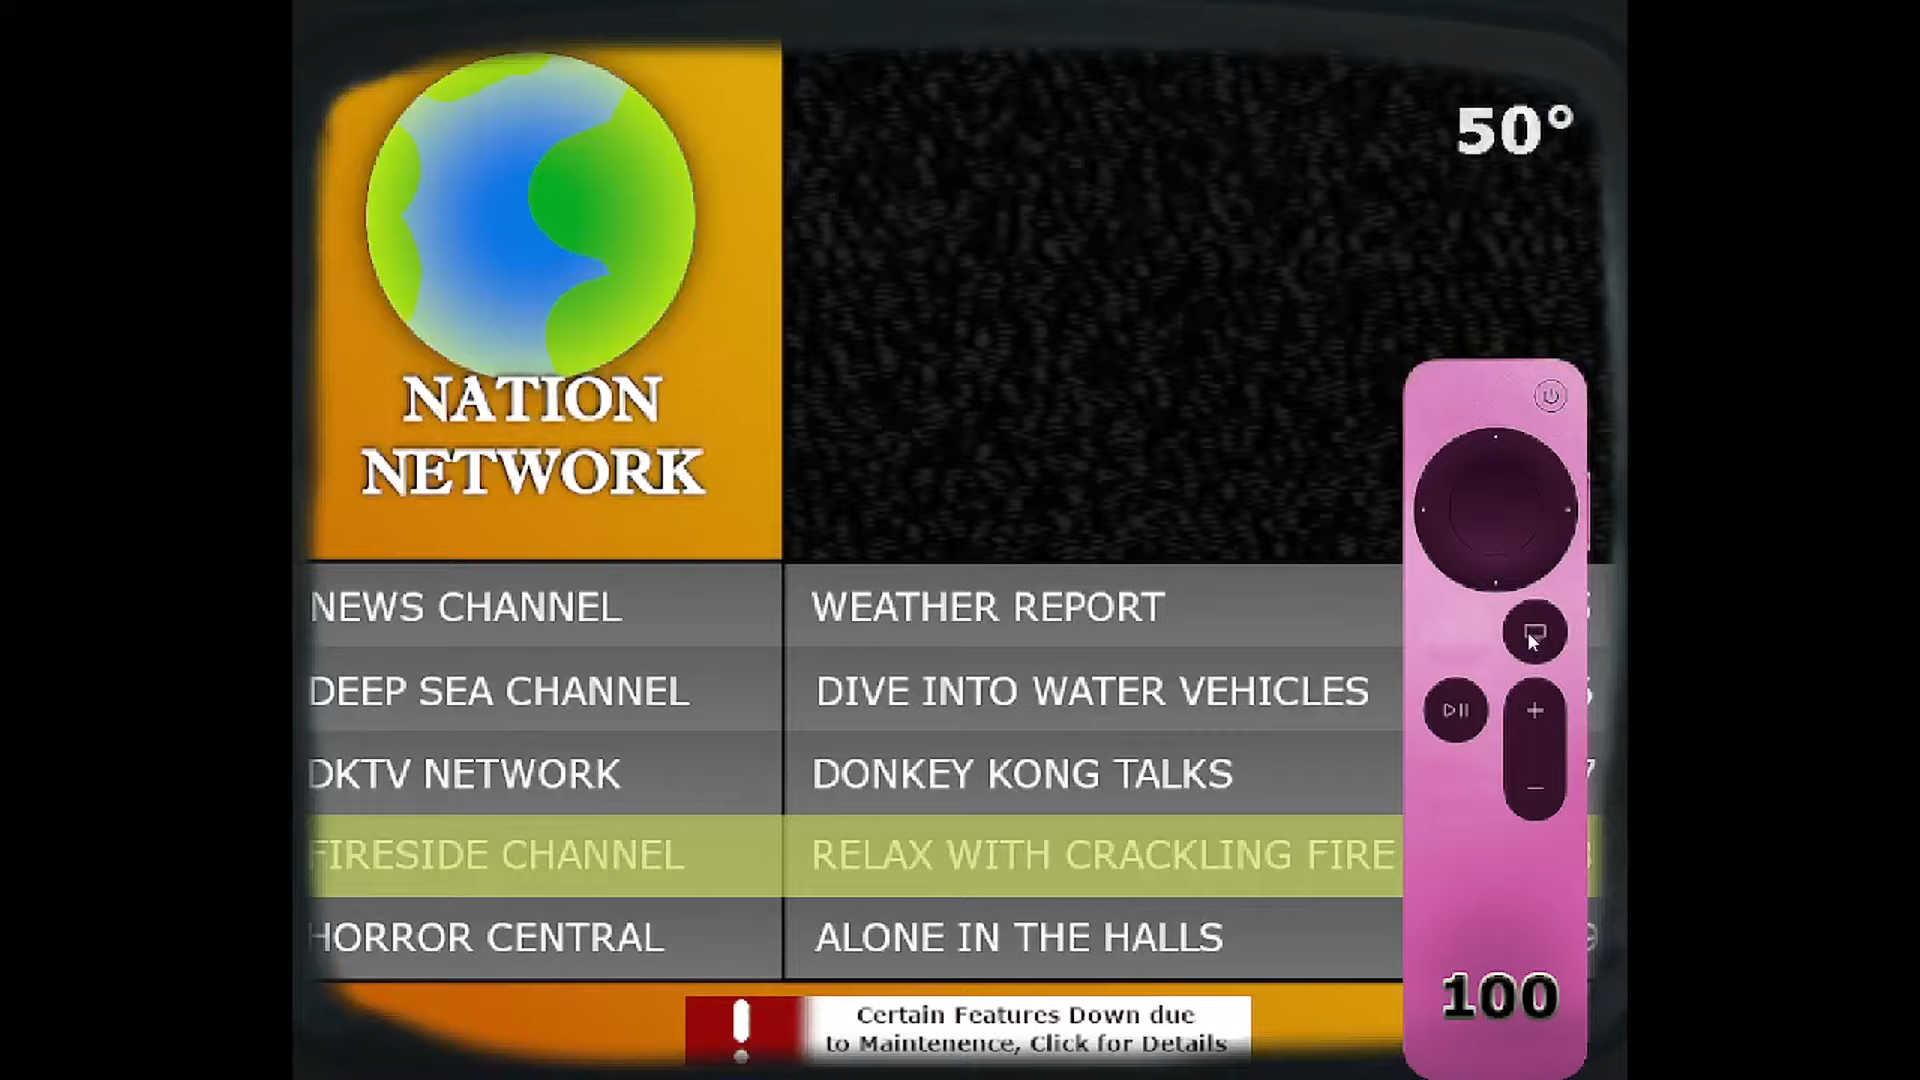 50°
NATION
NETWORK
NEWS CHANNEL WEATHER REPORT
DEEP SEA CHANNEL DIVE INTO WATER VEHICLES
DKTV NETWORK DONKEY KONG TALKS
FIRESIDE CHANNEL RELAX WITH CRACKLING FIRE
HORROR CENTRAL ALONE IN THE HALLS
100
Certain Features Down due
to Maintenence, Click for Details